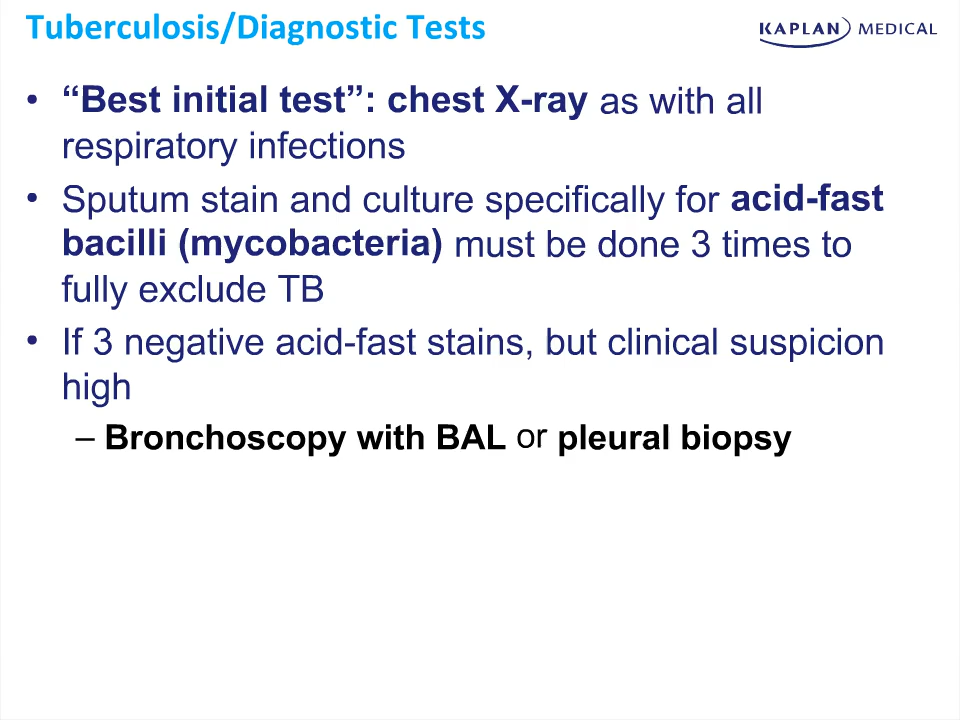 Tuberculosis/Diagnostic Tests
KAPLAN MEDICAL
• “Best initial test”: chest X-ray as with all
respiratory infections
• Sputum stain and culture specifically for acid-fast
bacilli (mycobacteria) must be done 3 times to
fully exclude TB
• If 3 negative acid-fast stains, but clinical suspicion
high
– Bronchoscopy with BAL or pleural biopsy